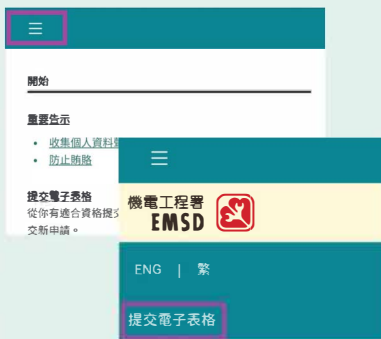 開始
重要告示
收集個人資料
防止賄賂
提交電子表格
從你有適合資格提交
交新申請。
機電工程署
EMSD
ENG | 繁
提交電子表格